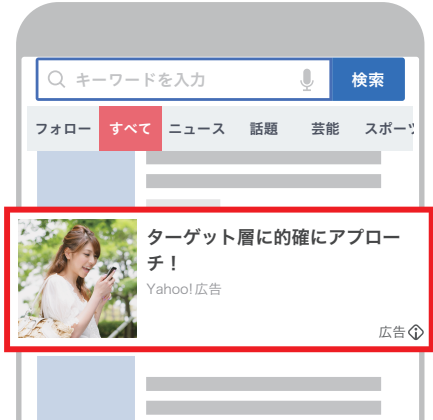 キーワードを入力
検索
フォロー すべて ニュース 話題 芸能 スポーツ
ターゲット層に的確にアプロー
チ！
Yahoo!広告
広告